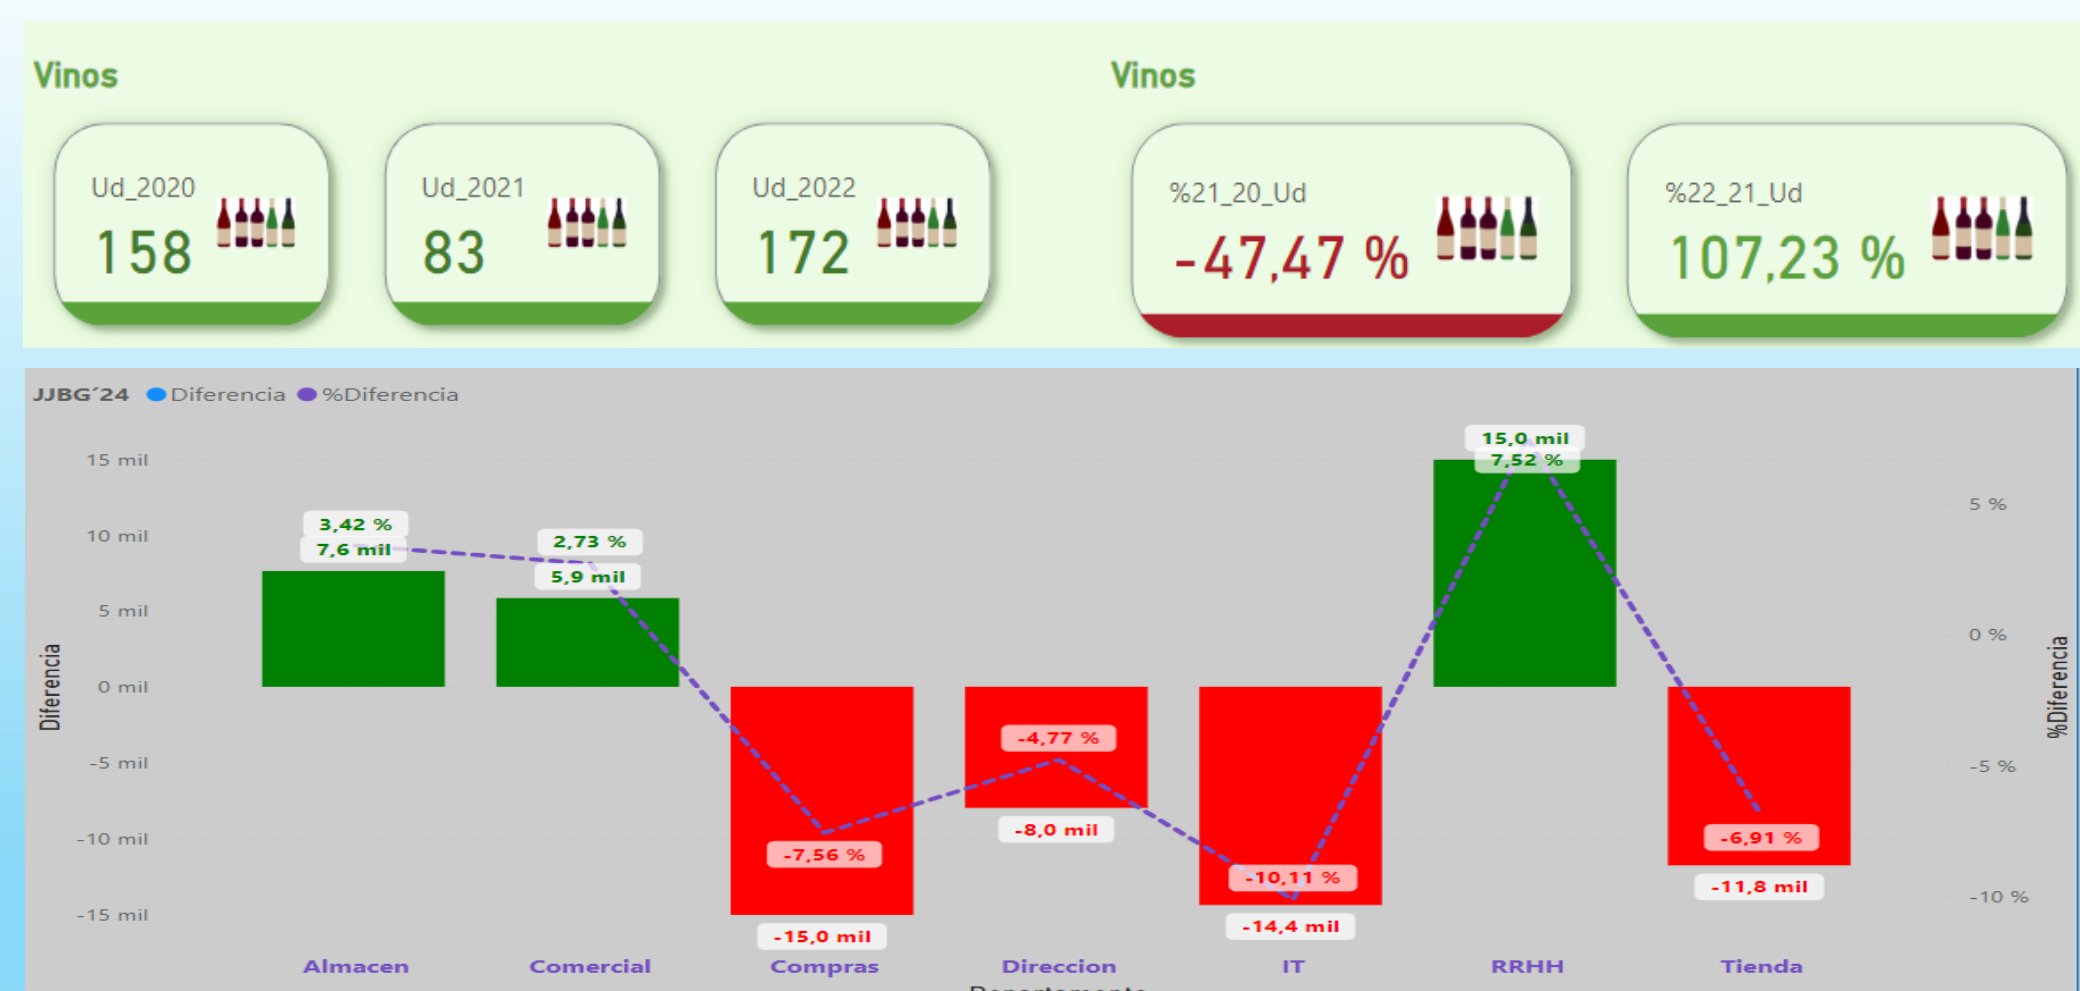 Vinos
Vinos
Ud_2020
158
Ud_2021
83
Ud_2022
172
%21_20_Ud
-47,47 %
%22_21_Ud
107,23 %
JJBG´24 Diferencia %Diferencia
15 mil
10 mil
5 mil
0 mil
-5 mil
-10 mil
-15 mil
Diferencia
3,42 %
7,6 mil
2,73 %
5,9 mil
-7,56 %
-15,0 mil
-4,77 %
-8,0 mil
-10,11 %
-14,4 mil
15,0 mil
7,52 %
-6,91 %
-11,8 mil
5 %
0 %
-5 %
-10 %
%Diferencia
Almacen Comercial Compras Direccion IT RRHH Tienda